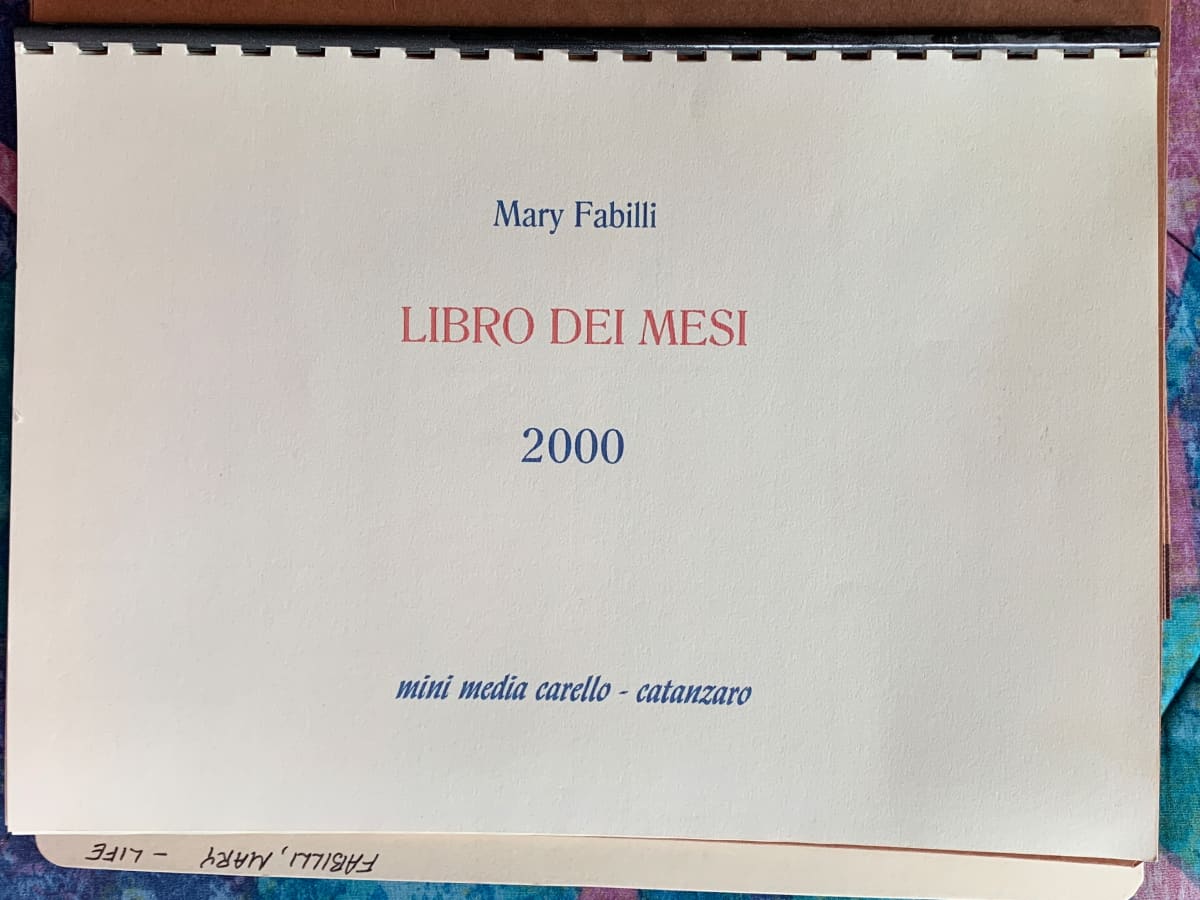 Mary Fabilli
LIBRO DEI MESI
2000
mini media carello - catanzaro
FABILLI, MARY - LIFE